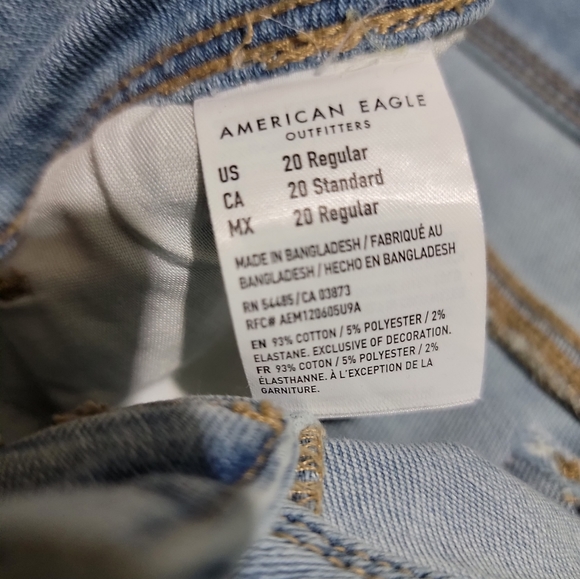 AMERICAN EAGLE
OUTFITTERS
US 20 Regular
CA 20 Standard
MX 20 Regular
MADE IN BANGLADESH / FABRIQUÉ AU
BANGLADESH / HECHO EN BANGLADESH
RN 54485/CA 03873
RFC# AEM120605U9A
EN 93% COTTON / 5% POLYESTER / 2%
ELASTANE. EXCLUSIVE OF DECORATION.
FR 93% COTON / 5% POLYESTER / 2%
ÉLASTHANNE. À L'EXCEPTION DE LA
GARNITURE.